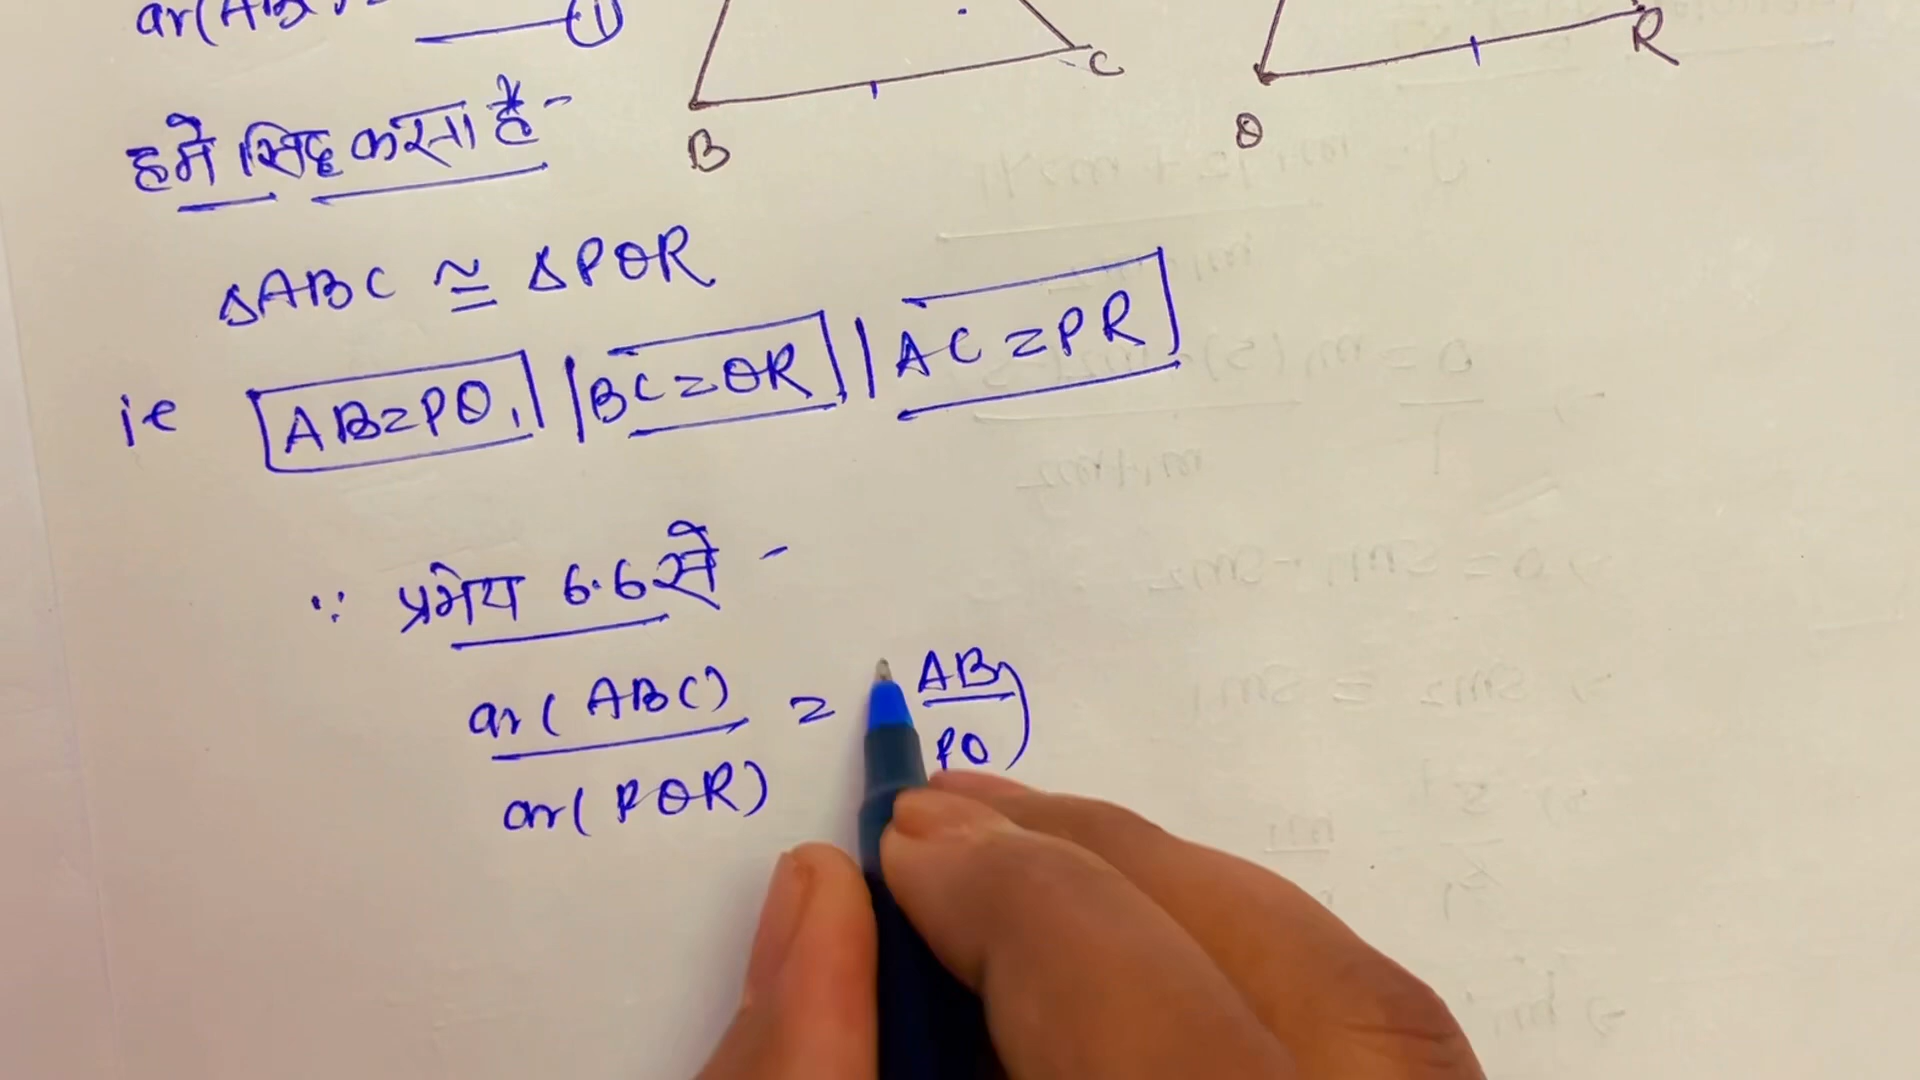 ar(AB
1
B
C
Q
R
हमे सिद्ध करना है-
ΔABC ≅ ΔPQR
ie AB=PQ, BC=QR, AC=PR
∵ प्रमेय 6.6 से -
ar(ABC) = AB)
ar(PQR) PQ